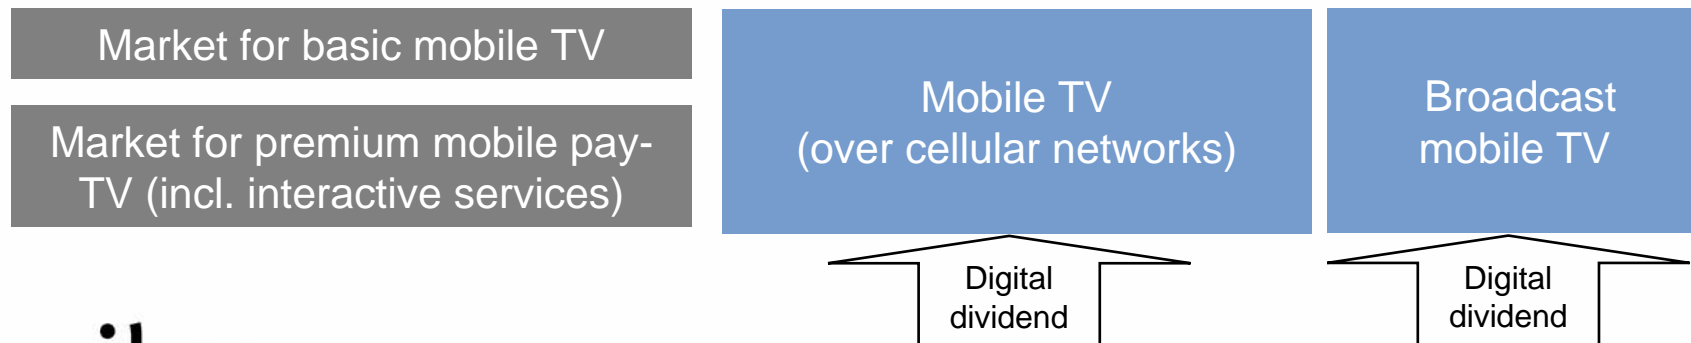 Market for basic mobile TV
Market for premium mobile pay-
TV (incl. interactive services)
Mobile TV
(over cellular networks)
Broadcast
mobile TV
Digital
dividend
Digital
dividend